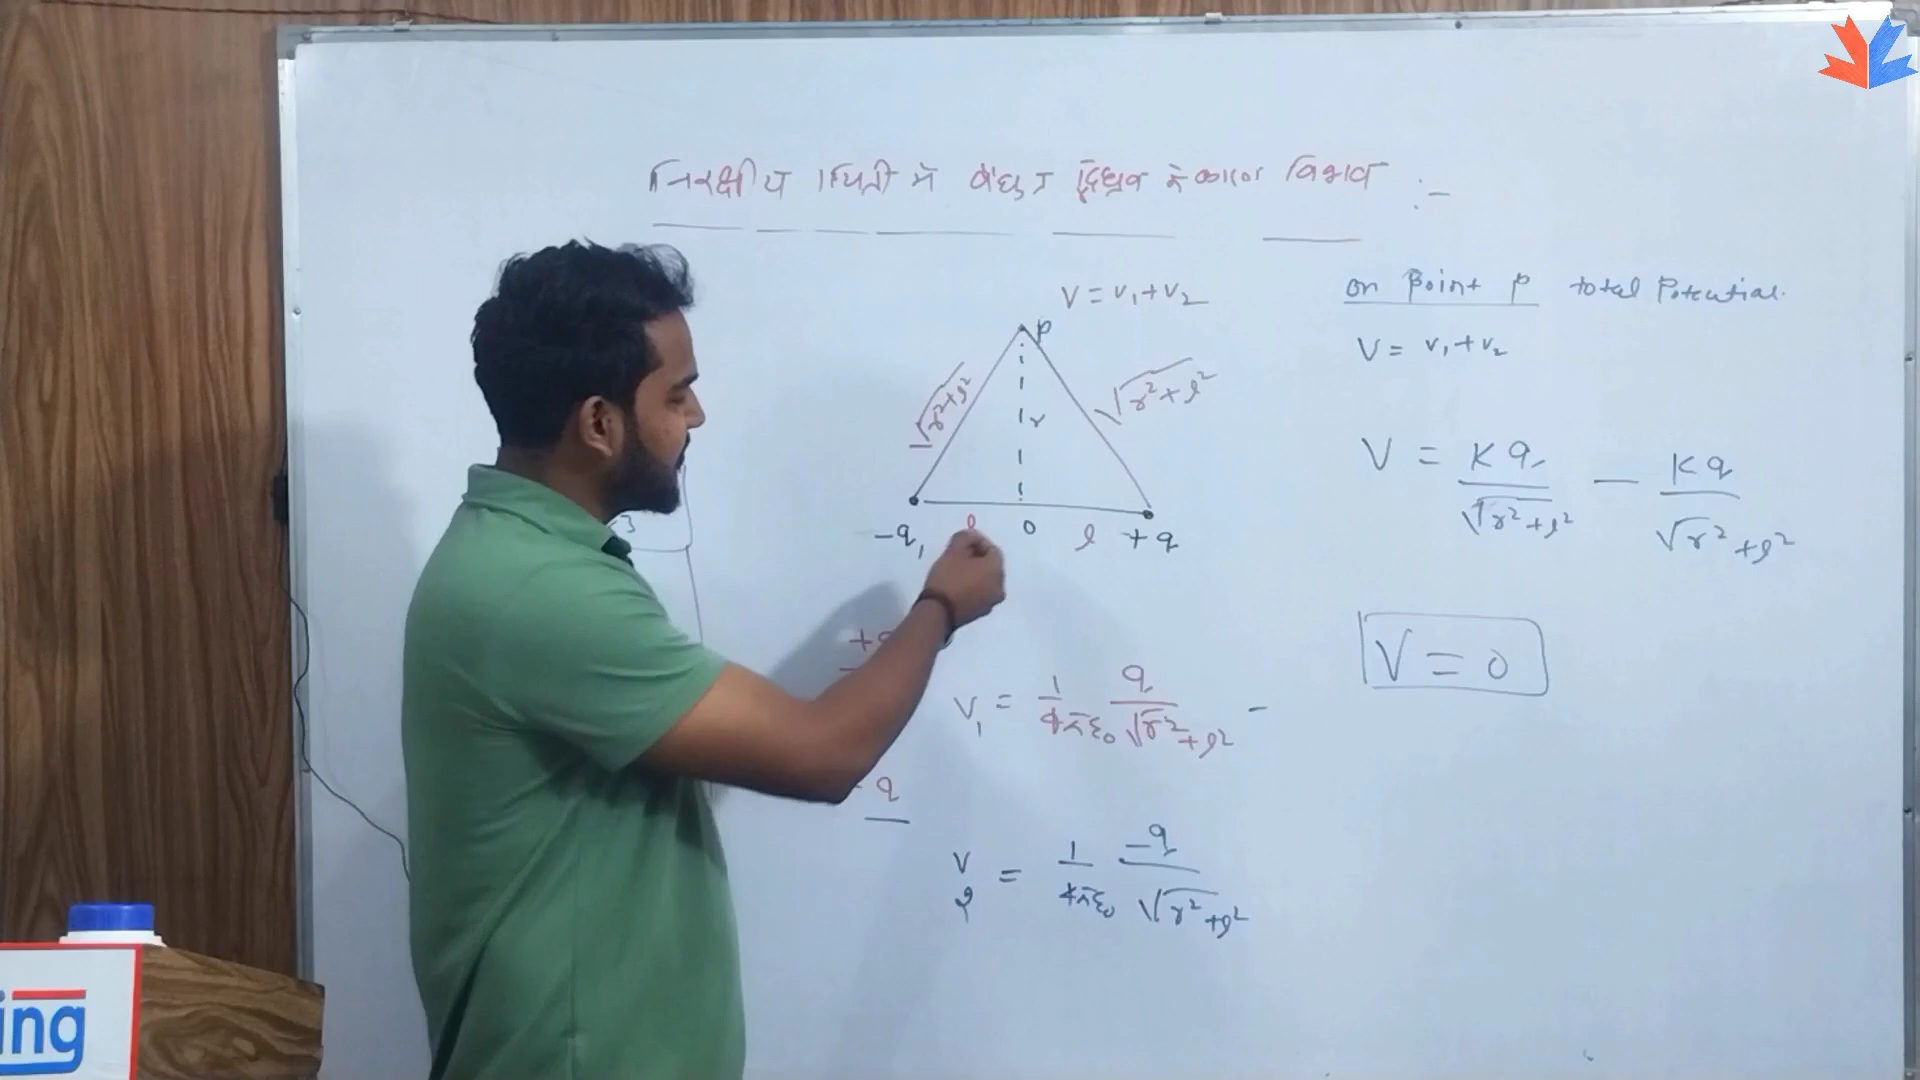 निरक्षीय स्थिती में वैधुत द्विध्रुव के कारण विभव :-
V = V₁ + V₂
P
√r²+l²
√r²+l²
r
-q,
l
o
l
+q
+q
V₁ = 1/4πε₀ q/√r²+l² -
- q
V₂ = 1/4πε₀ -q/√r²+l²
on Point P total Potential.
V = V₁ + V₂
V = Kq/√r²+l² - Kq/√r²+l²
V = 0
ing